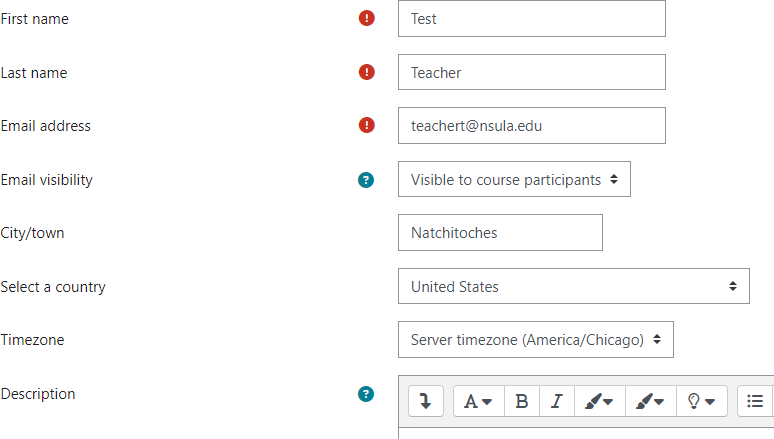 First name Test
Last name Teacher
Email address teachert@nsula.edu
Email visibility Visible to course participants
City/town Natchitoches
Select a country United States
Timezone Server timezone (America/Chicago)
Description
A B I